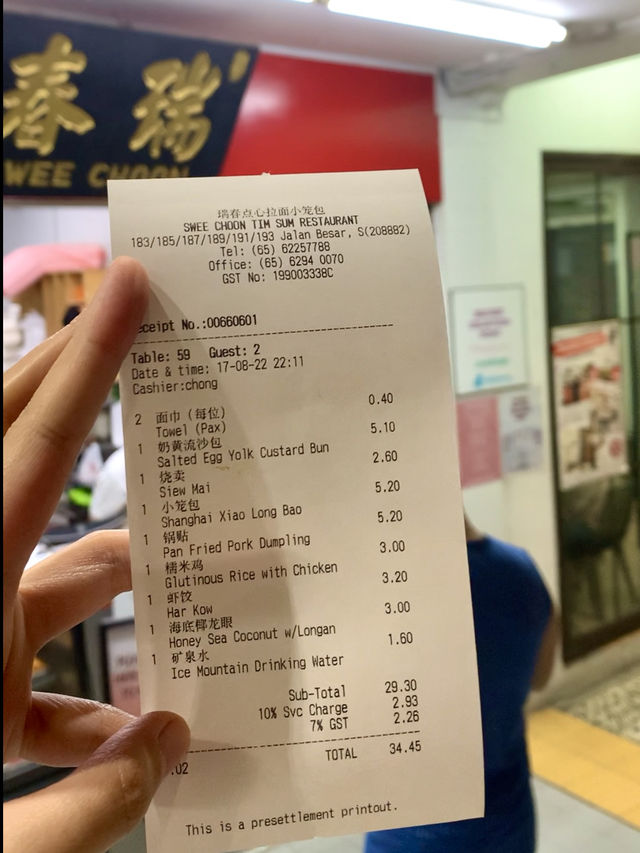 春 瑞
SWEE CHOON
瑞春点心拉面小笼包
SWEE CHOON TIM SUM RESTAURANT
183/185/187/189/191/193 Jalan Besar, S(208882)
Tel: (65) 62257788
Office: (65) 6294 0070
GST No: 199003338C
eceipt No.:00660601
Table: 59 Guest: 2
Date & time: 17-08-22 22:11
Cashier:chong
2 面巾 (每位) 0.40
Towel (Pax)
1 奶黄流沙包 5.10
Salted Egg Yolk Custard Bun
1 烧卖 2.60
Siew Mai
1 小笼包 5.20
Shanghai Xiao Long Bao
1 锅贴 5.20
Pan Fried Pork Dumpling
1 糯米鸡 3.00
Glutinous Rice with Chicken
1 虾饺 3.20
Har Kow
1 海底椰龙眼 3.00
Honey Sea Coconut w/Longan
1 矿泉水 1.60
Ice Mountain Drinking Water
Sub-Total 29.30
10% Svc Charge 2.93
7% GST 2.26
TOTAL 34.45
.02
This is a presettlement printout.